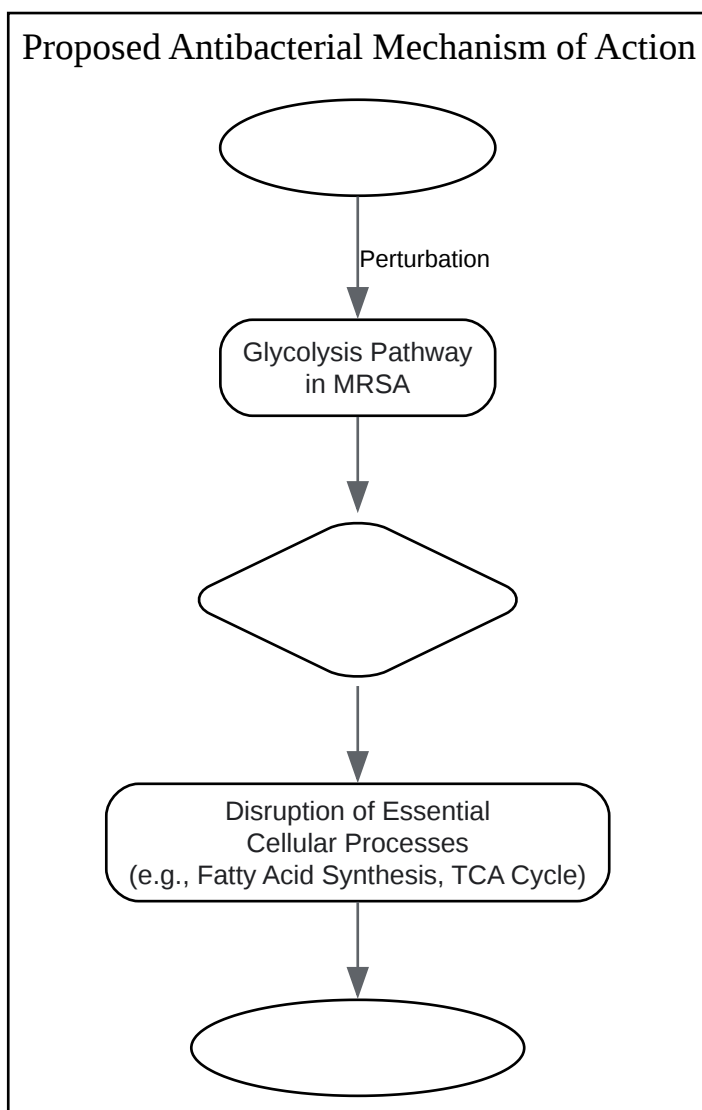 Proposed Antibacterial Mechanism of Action
Perturbation
Glycolysis Pathway
in MRSA
Disruption of Essential
Cellular Processes
(e.g., Fatty Acid Synthesis, TCA Cycle)